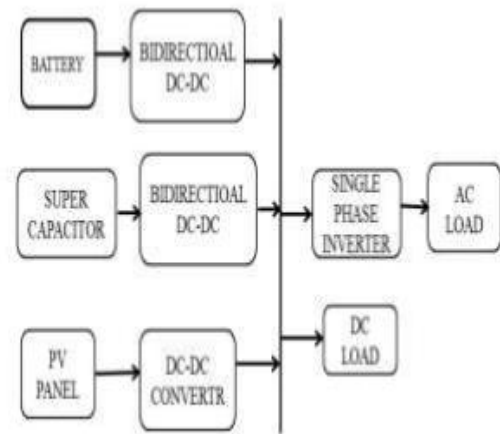 BATTERY
BIDIRECTIOAL
DC-DC
SUPER
CAPACITOR
BIDIRECTIOAL
DC-DC
SINGLE
PHASE
INVERTER
AC
LOAD
PV
PANEL
DC-DC
CONVERTR
DC
LOAD